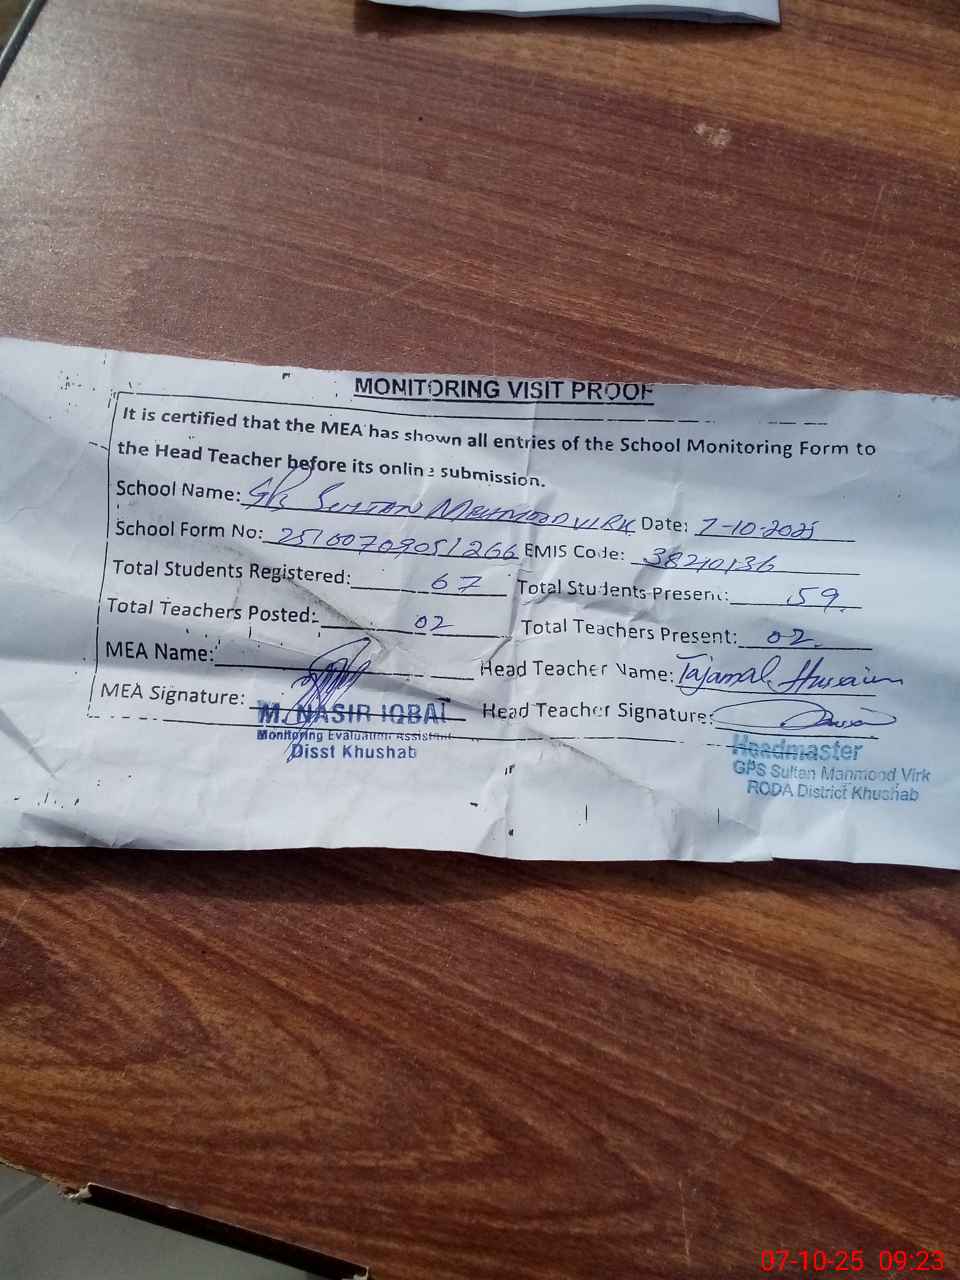 MONITORING VISIT PROOF
It is certified that the MEA has shown all entries of the School Monitoring Form to
the Head Teacher before its online submission.
School Name: GPS SULTAN MEHMOOD VIRK Date: 7-10-2025
School Form No: 25100709051266 EMIS Code: 38210136
Total Students Registered: 67 Total Students Present: 59
Total Teachers Posted: 02 Total Teachers Present: 02.
MEA Name: Head Teacher Name: Tajamal Hussain
MEA Signature: Head Teacher Signature:
M. NASIR IQBAL
Monitoring Evaluation Assistant
Disst Khushab
Headmaster
GPS Sultan Mahmood Virk
RODA District Khushab
07-10-25 09:23